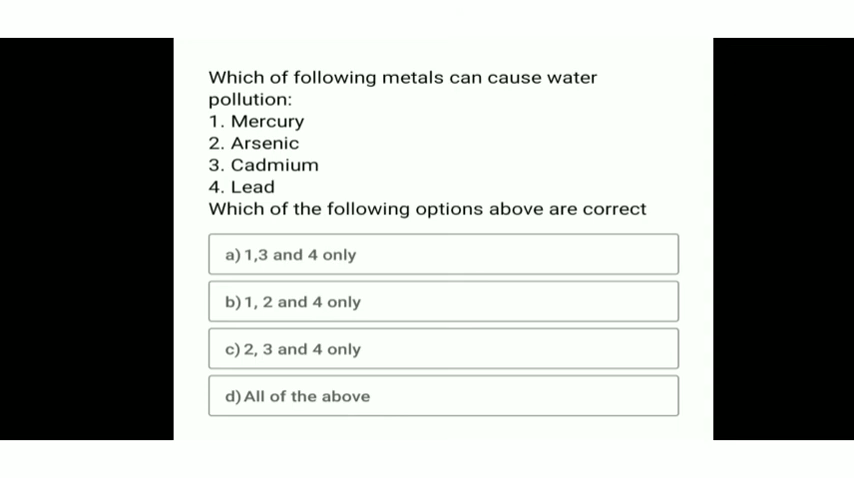 Which of following metals can cause water
pollution:
1. Mercury
2. Arsenic
3. Cadmium
4. Lead
Which of the following options above are correct
a) 1,3 and 4 only
b) 1, 2 and 4 only
c) 2, 3 and 4 only
d) All of the above